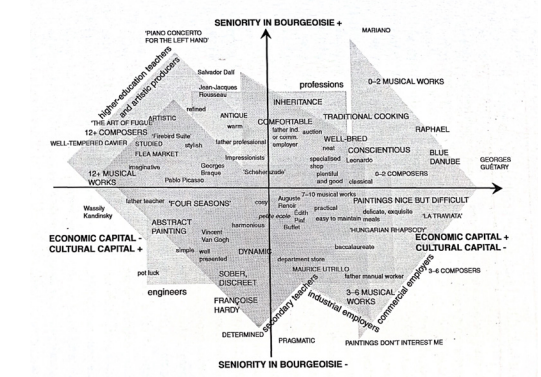 SENIORITY IN BOURGEOISIE +
'PIANO CONCERTO
FOR THE LEFT HAND'
MARIANO
higher-education teachers
and artistic producers
Salvador Dalí
Jean-Jacques
Rousseau
professions
0–2 MUSICAL WORKS
refined
INHERITANCE
'THE ART OF FUGUE'
ARTISTIC
ANTIQUE
COMFORTABLE
TRADITIONAL COOKING
12+ COMPOSERS
'Firebird Suite'
warm
father ind.
or comm.
employer
auction
RAPHAEL
WELL-TEMPERED CAVIER
STUDIED
stylish
father professional
WELL-BRED
neat
CONSCIENTIOUS
FLEA MARKET
Impressionists
specialised
shop
Leonardo
BLUE
DANUBE
GEORGES
GUÉTARY
imaginative
Georges
Braque
'Scheherazade'
plentiful
and good
classical
0–2 COMPOSERS
12+ MUSICAL
WORKS
Pablo Picasso
Wassily
Kandinsky
father teacher
'FOUR SEASONS'
cosy
Auguste
Renoir
7–10 musical works
PAINTINGS NICE BUT DIFFICULT
practical
delicate, exquisite
petite école
Édith
Piaf
easy to maintain
meals
'LA TRAVIATA'
Buffet
ABSTRACT
PAINTING
harmonious
'HUNGARIAN RHAPSODY'
Vincent
Van Gogh
ECONOMIC CAPITAL -
CULTURAL CAPITAL +
ECONOMIC CAPITAL +
CULTURAL CAPITAL -
simple
well
presented
DYNAMIC
baccalaureate
department store
pot luck
SOBER,
DISCREET
MAURICE UTRILLO
father manual worker
3–6 COMPOSERS
engineers
FRANÇOISE
HARDY
secondary teachers
industrial employers
3–6 MUSICAL
WORKS
commercial employers
DETERMINED
PRAGMATIC
PAINTINGS DON'T INTEREST ME
SENIORITY IN BOURGEOISIE -